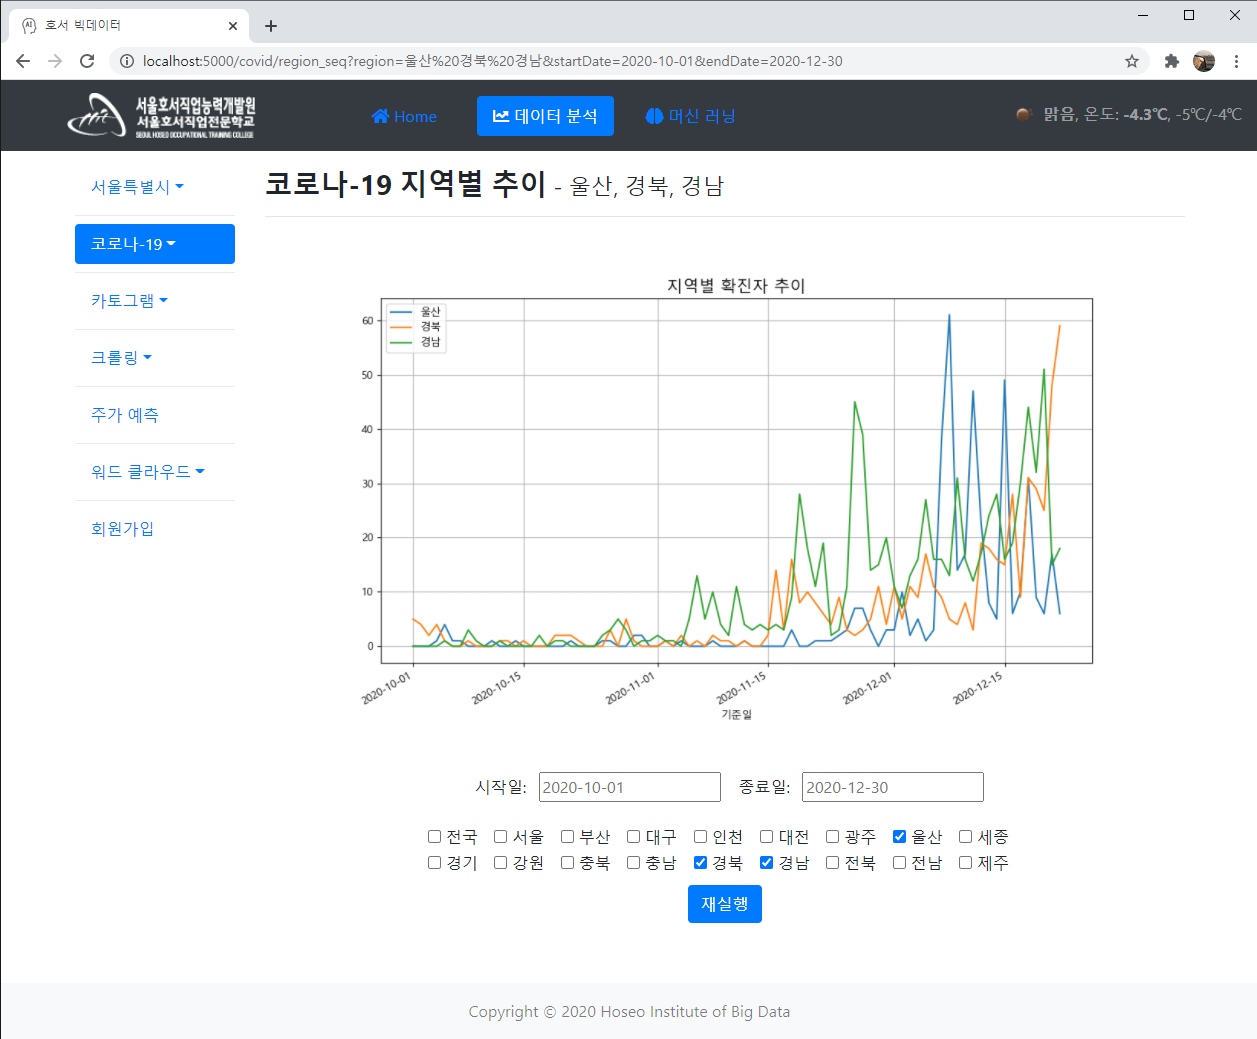 호서 빅데이터
localhost:5000/covid/region_seq?region=울산%20경북%20경남&startDate=2020-10-01&endDate=2020-12-30
서울호서직업능력개발원
서울호서직업전문학교
SEOUL HOSEO OCCUPATIONAL TRAINING COLLEGE
Home
데이터 분석
머신 러닝
맑음, 온도: -4.3℃, -5℃/-4℃
서울특별시
코로나-19
카토그램
크롤링
주가 예측
워드 클라우드
회원가입
코로나-19 지역별 추이 - 울산, 경북, 경남
지역별 확진자 추이
울산
경북
경남
60
50
40
30
20
10
0
2020-10-01 2020-10-15 2020-11-01 2020-11-15 2020-12-01 2020-12-15
기준일
시작일: 2020-10-01 종료일: 2020-12-30
전국 서울 부산 대구 인천 대전 광주 울산 세종
경기 강원 충북 충남 경북 경남 전북 전남 제주
재실행
Copyright © 2020 Hoseo Institute of Big Data